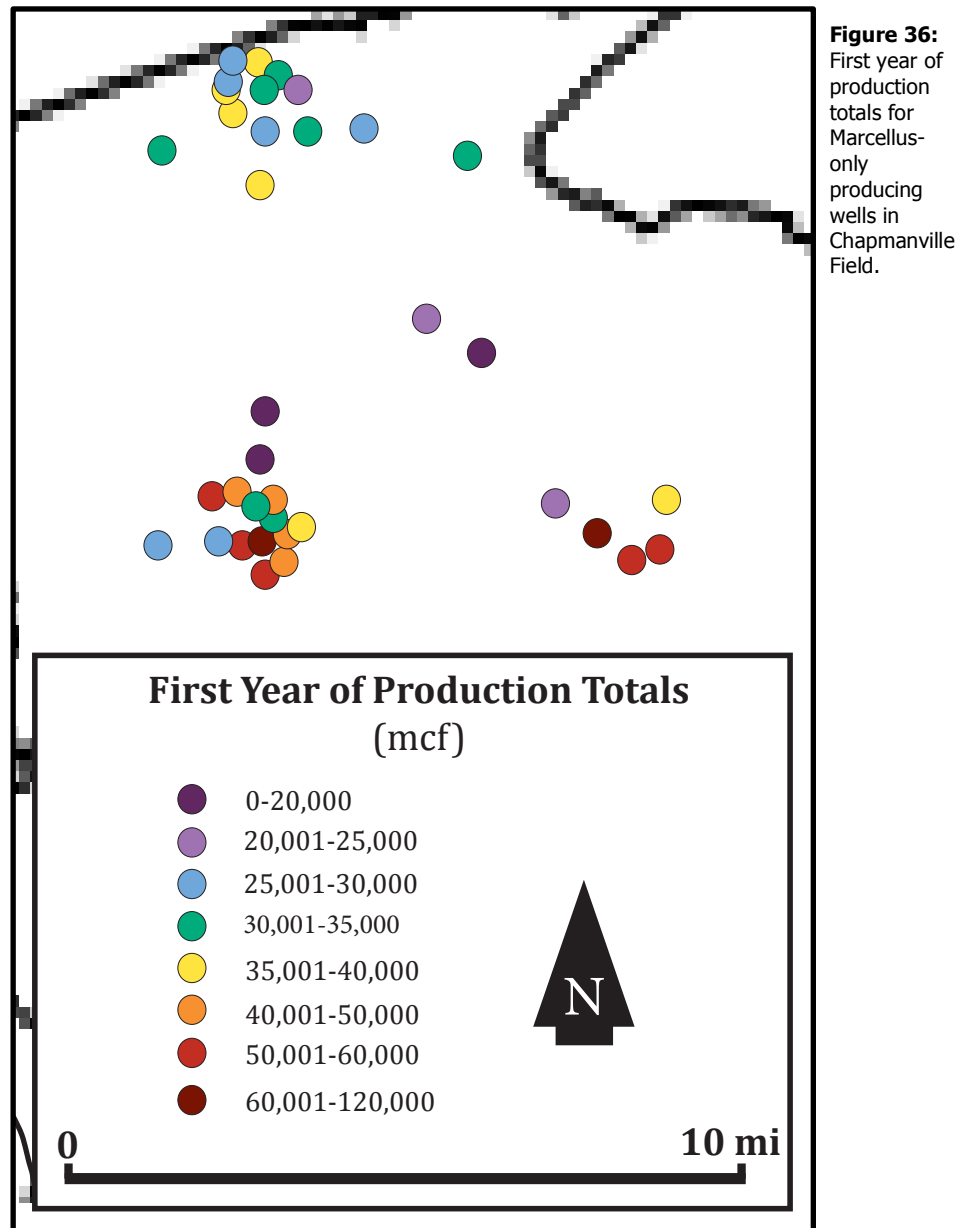 Figure 36:
First year of
production
totals for
Marcellus-
only
producing
wells in
Chapmanville
Field.
First Year of Production Totals
(mcf)
0-20,000
20,001-25,000
25,001-30,000
30,001-35,000
35,001-40,000
40,001-50,000
50,001-60,000
60,001-120,000
N
0 10 mi